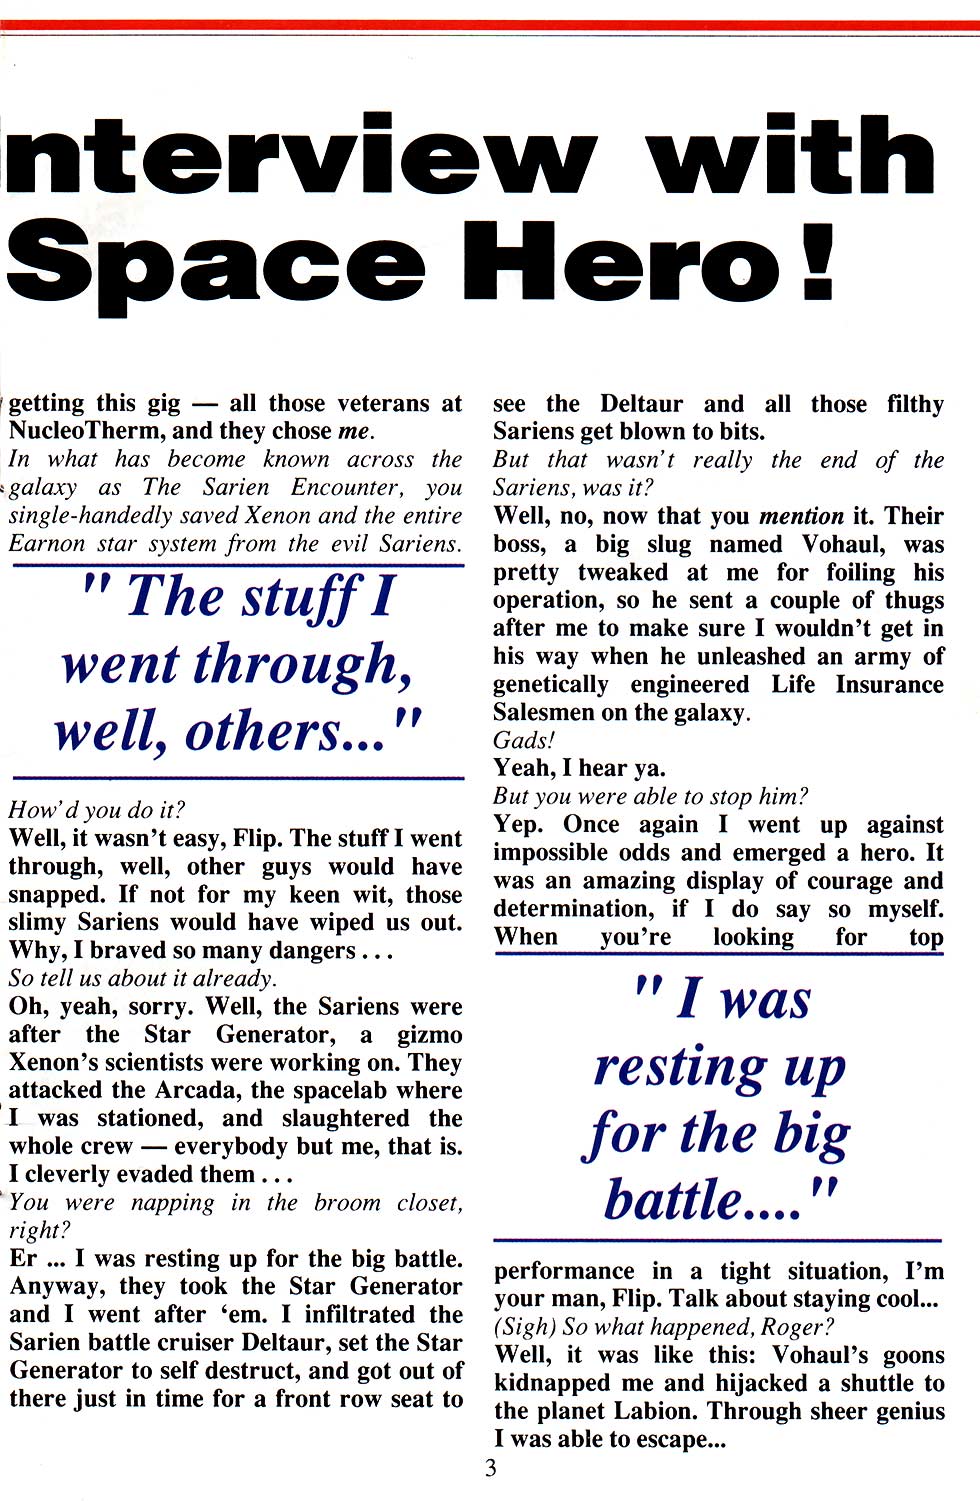 nterview with
Space Hero!
getting this gig — all those veterans at
NucleoTherm, and they chose me.
In what has become known across the
galaxy as The Sarien Encounter, you
single-handedly saved Xenon and the entire
Earnon star system from the evil Sariens.
" The stuff I
went through,
well, others..."
How'd you do it?
Well, it wasn't easy, Flip. The stuff I went
through, well, other guys would have
snapped. If not for my keen wit, those
slimy Sariens would have wiped us out.
Why, I braved so many dangers . . .
So tell us about it already.
Oh, yeah, sorry. Well, the Sariens were
after the Star Generator, a gizmo
Xenon's scientists were working on. They
attacked the Arcada, the spacelab where
I was stationed, and slaughtered the
whole crew — everybody but me, that is.
I cleverly evaded them . . .
You were napping in the broom closet,
right?
Er ... I was resting up for the big battle.
Anyway, they took the Star Generator
and I went after ‘em. I infiltrated the
Sarien battle cruiser Deltaur, set the Star
Generator to self destruct, and got out of
there just in time for a front row seat to
see the Deltaur and all those filthy
Sariens get blown to bits.
But that wasn't really the end of the
Sariens, was it?
Well, no, now that you mention it. Their
boss, a big slug named Vohaul, was
pretty tweaked at me for foiling his
operation, so he sent a couple of thugs
after me to make sure I wouldn't get in
his way when he unleashed an army of
genetically engineered Life Insurance
Salesmen on the galaxy.
Gads!
Yeah, I hear ya.
But you were able to stop him?
Yep. Once again I went up against
impossible odds and emerged a hero. It
was an amazing display of courage and
determination, if I do say so myself.
When you're looking for top
" I was
resting up
for the big
battle...."
performance in a tight situation, I'm
your man, Flip. Talk about staying cool...
(Sigh) So what happened, Roger?
Well, it was like this: Vohaul's goons
kidnapped me and hijacked a shuttle to
the planet Labion. Through sheer genius
I was able to escape...
3